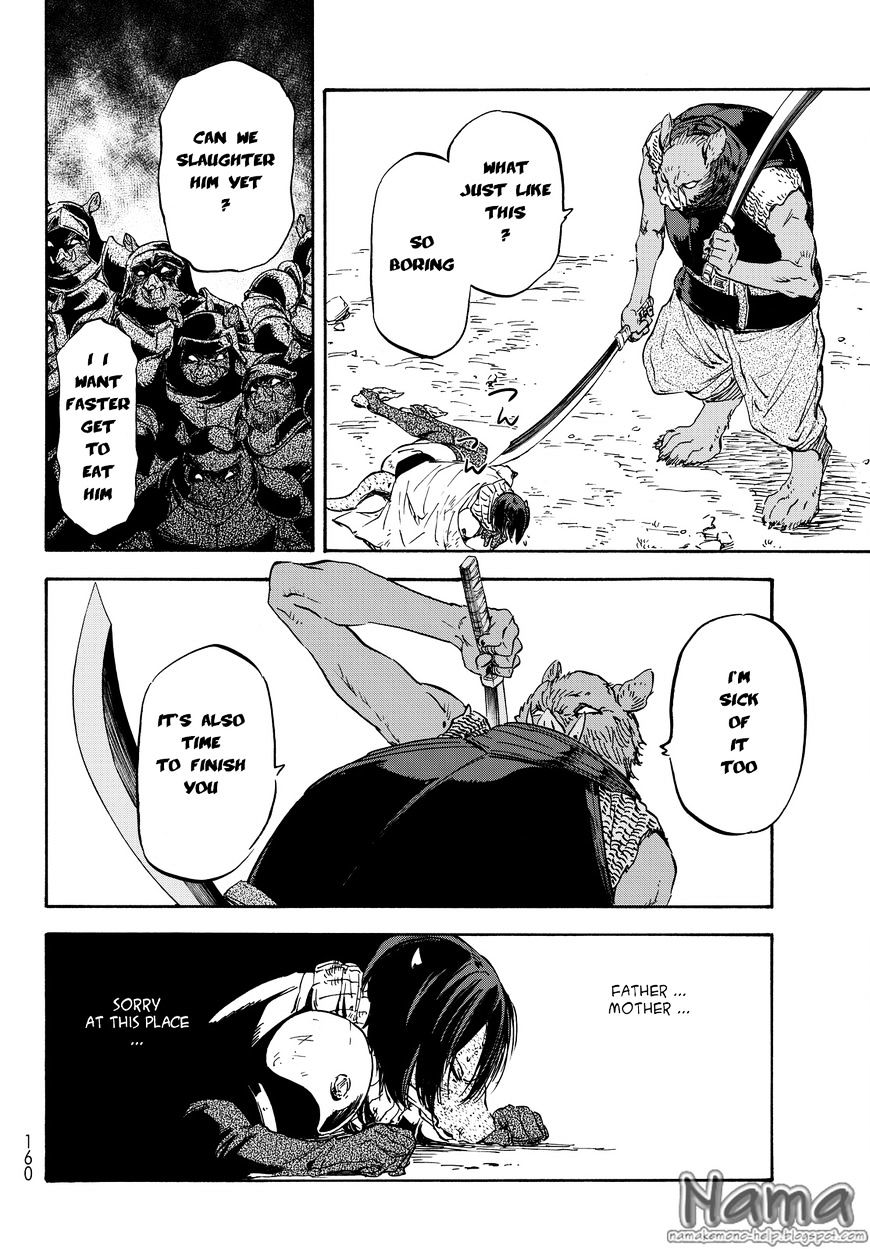 WHAT
JUST LIKE
THIS
?
SO
BORING
つん
CAN WE
SLAUGHTER
HIM YET
?
I I
WANT
FASTER
GET
TO
EAT
HIM
I'M
SICK
OF
IT
TOO
IT'S ALSO
TIME
TO FINISH
YOU
FATHER ...
MOTHER ...
SORRY
AT THIS PLACE
...
160
Nama
namakemono-help.blogspot.com